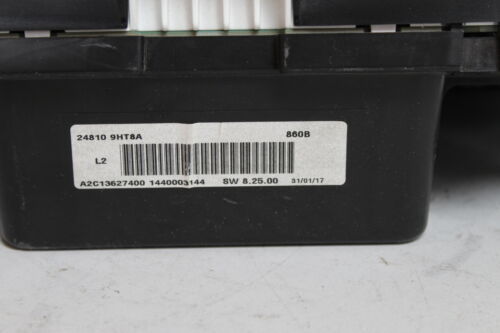 24810 9HT8A 860B
L2
A2C13627400 1440003144 SW 8.25.00 31/01/17